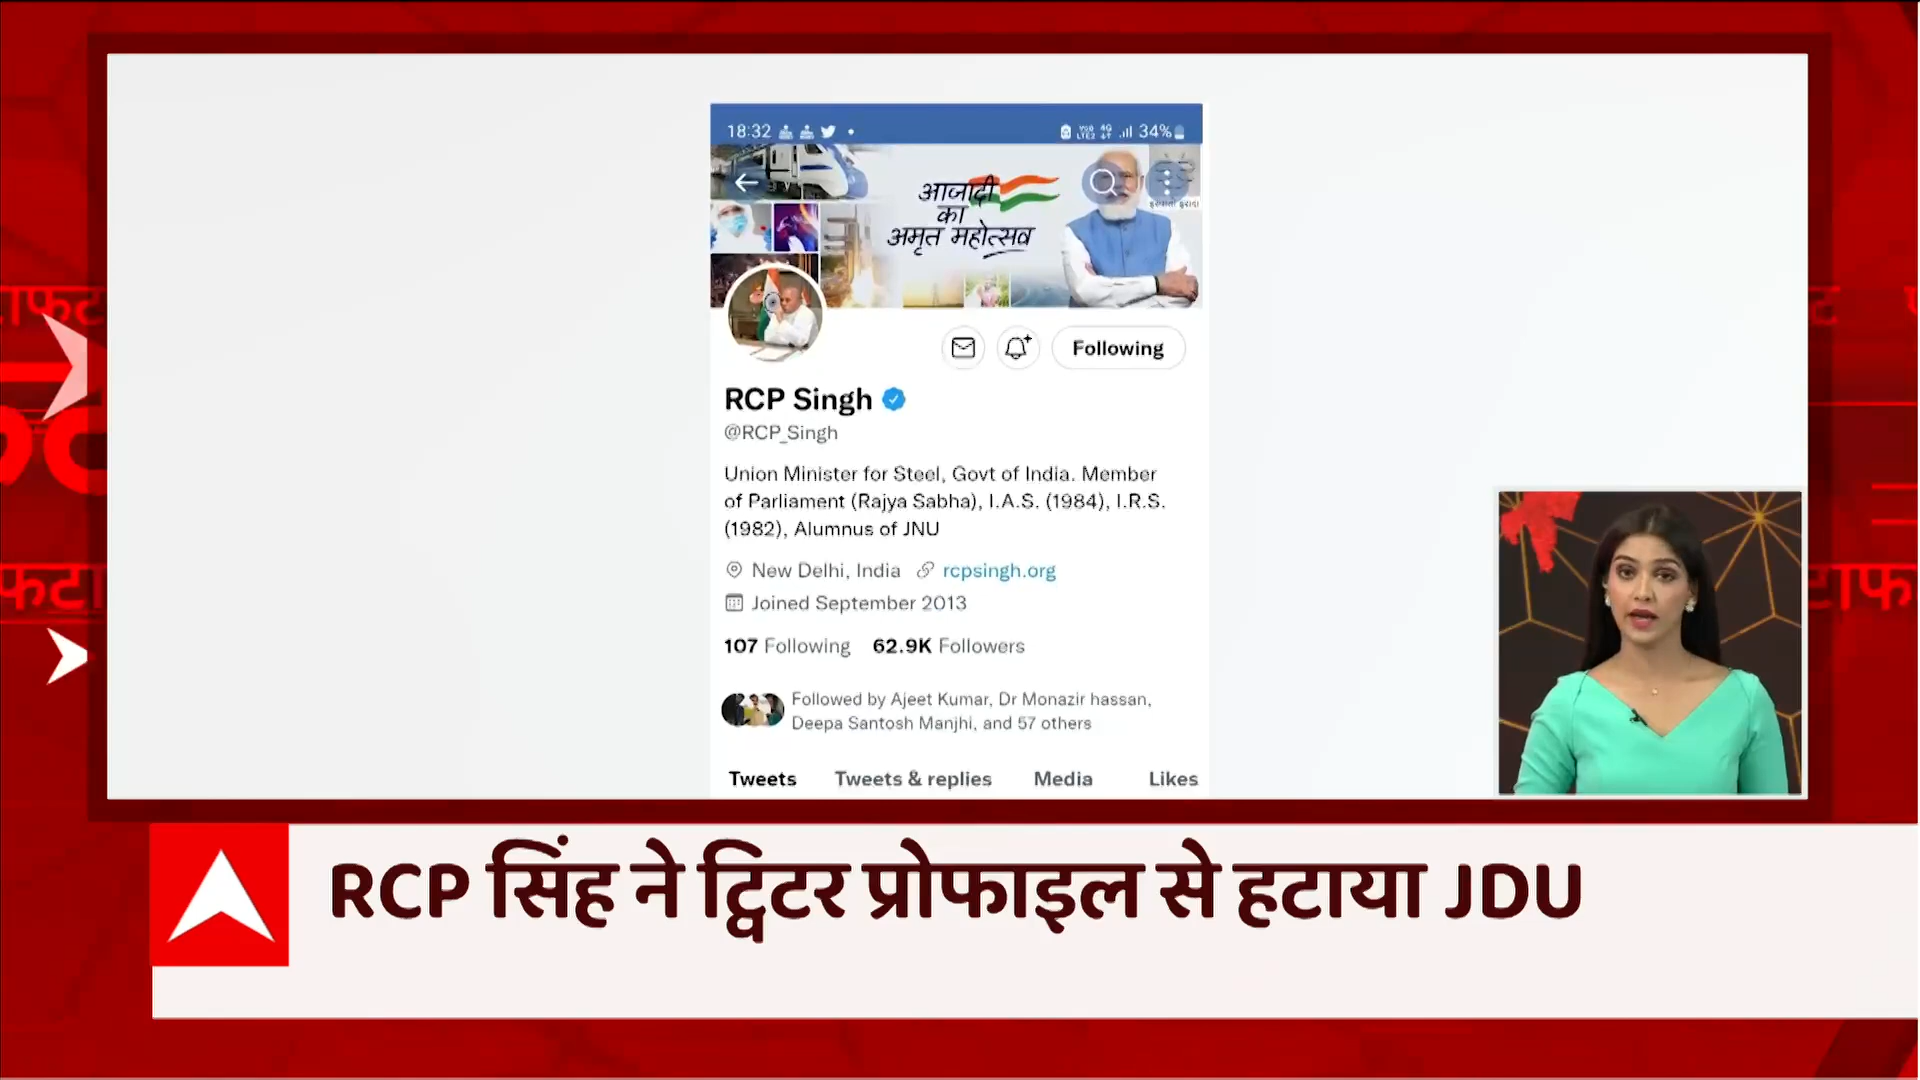 18:32
34%
आजादी
का
अमृत महोत्सव
Following
RCP Singh
@RCP_Singh
Union Minister for Steel, Govt of India. Member
of Parliament (Rajya Sabha), I.A.S. (1984), I.R.S.
(1982), Alumnus of JNU
New Delhi, India rcpsingh.org
Joined September 2013
107 Following 62.9K Followers
Followed by Ajeet Kumar, Dr Monazir hassan,
Deepa Santosh Manjhi, and 57 others
Tweets Tweets & replies Media Likes
RCP सिंह ने ट्विटर प्रोफाइल से हटाया JDU